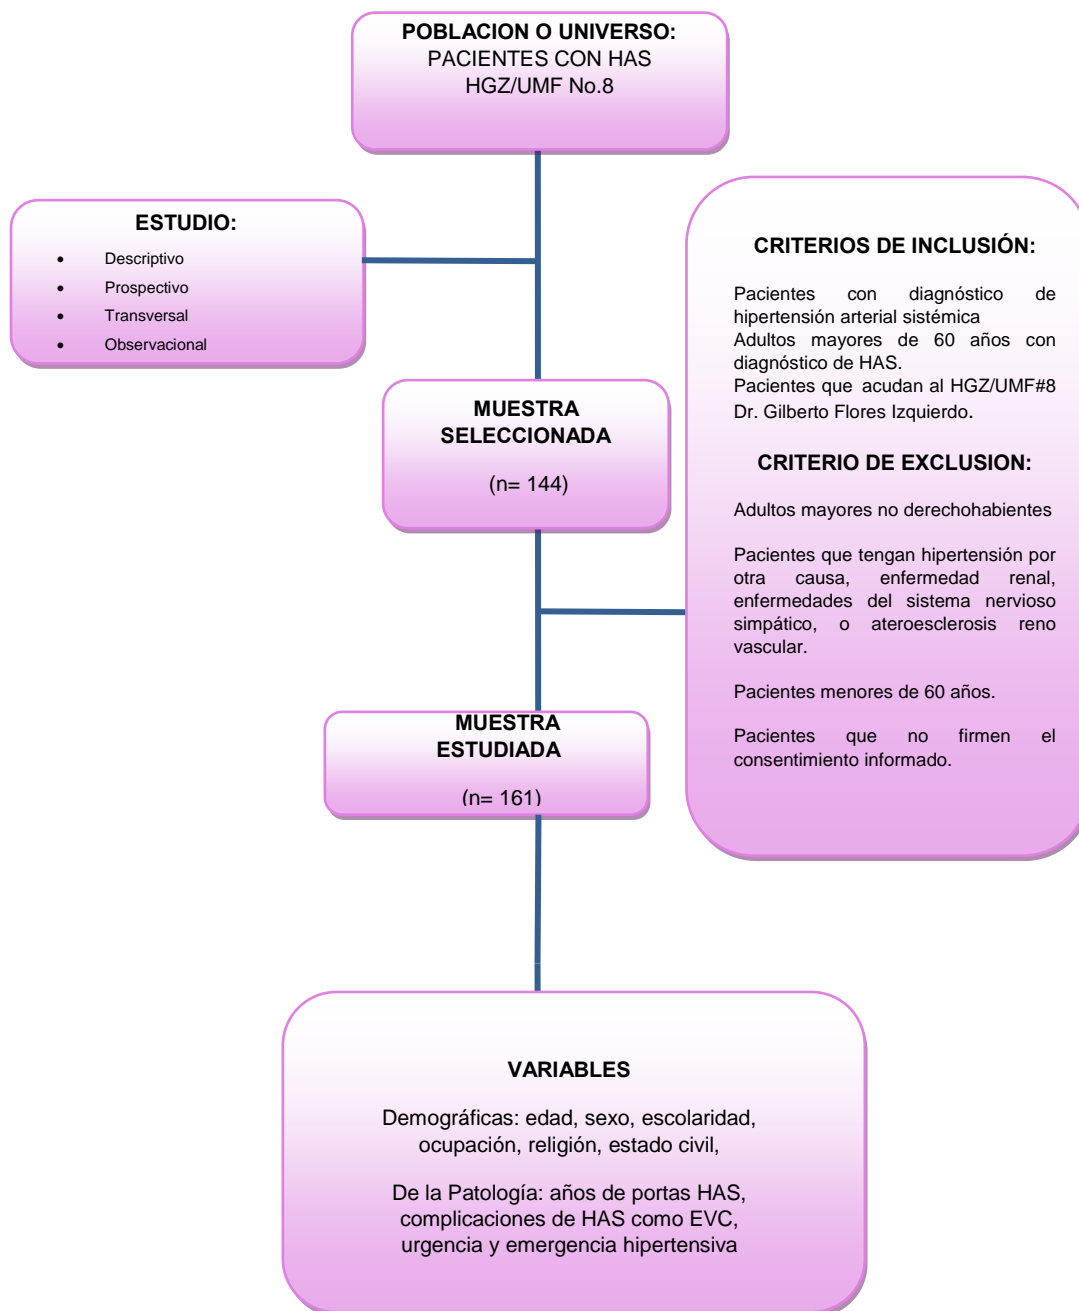 POBLACION O UNIVERSO:
PACIENTES CON HAS
HGZ/UMF No.8
ESTUDIO:
• Descriptivo
• Prospectivo
• Transversal
• Observacional
MUESTRA
SELECCIONADA
(n= 144)
CRITERIOS DE INCLUSIÓN:
Pacientes con diagnóstico de
hipertensión arterial sistémica
Adultos mayores de 60 años con
diagnóstico de HAS.
Pacientes que acudan al HGZ/UMF#8
Dr. Gilberto Flores Izquierdo.
CRITERIO DE EXCLUSION:
Adultos mayores no derechohabientes
Pacientes que tengan hipertensión por
otra causa, enfermedad renal,
enfermedades del sistema nervioso
simpático, o ateroesclerosis reno
vascular.
Pacientes menores de 60 años.
Pacientes que no firmen el
consentimiento informado.
MUESTRA
ESTUDIADA
(n= 161)
VARIABLES
Demográficas: edad, sexo, escolaridad,
ocupación, religión, estado civil,
De la Patología: años de portas HAS,
complicaciones de HAS como EVC,
urgencia y emergencia hipertensiva